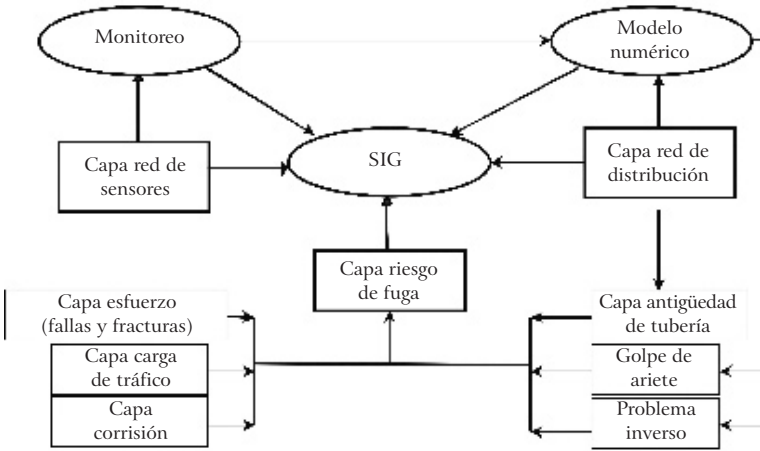 Monitoreo
Modelo
numérico
SIG
Capa red de
sensores
Capa red de
distribución
Capa riesgo
de fuga
Capa esfuerzo
(fallas y fracturas)
Capa antigüedad
de tubería
Capa carga
de tráfico
Golpe de
ariete
Capa
corrisión
Problema
inverso